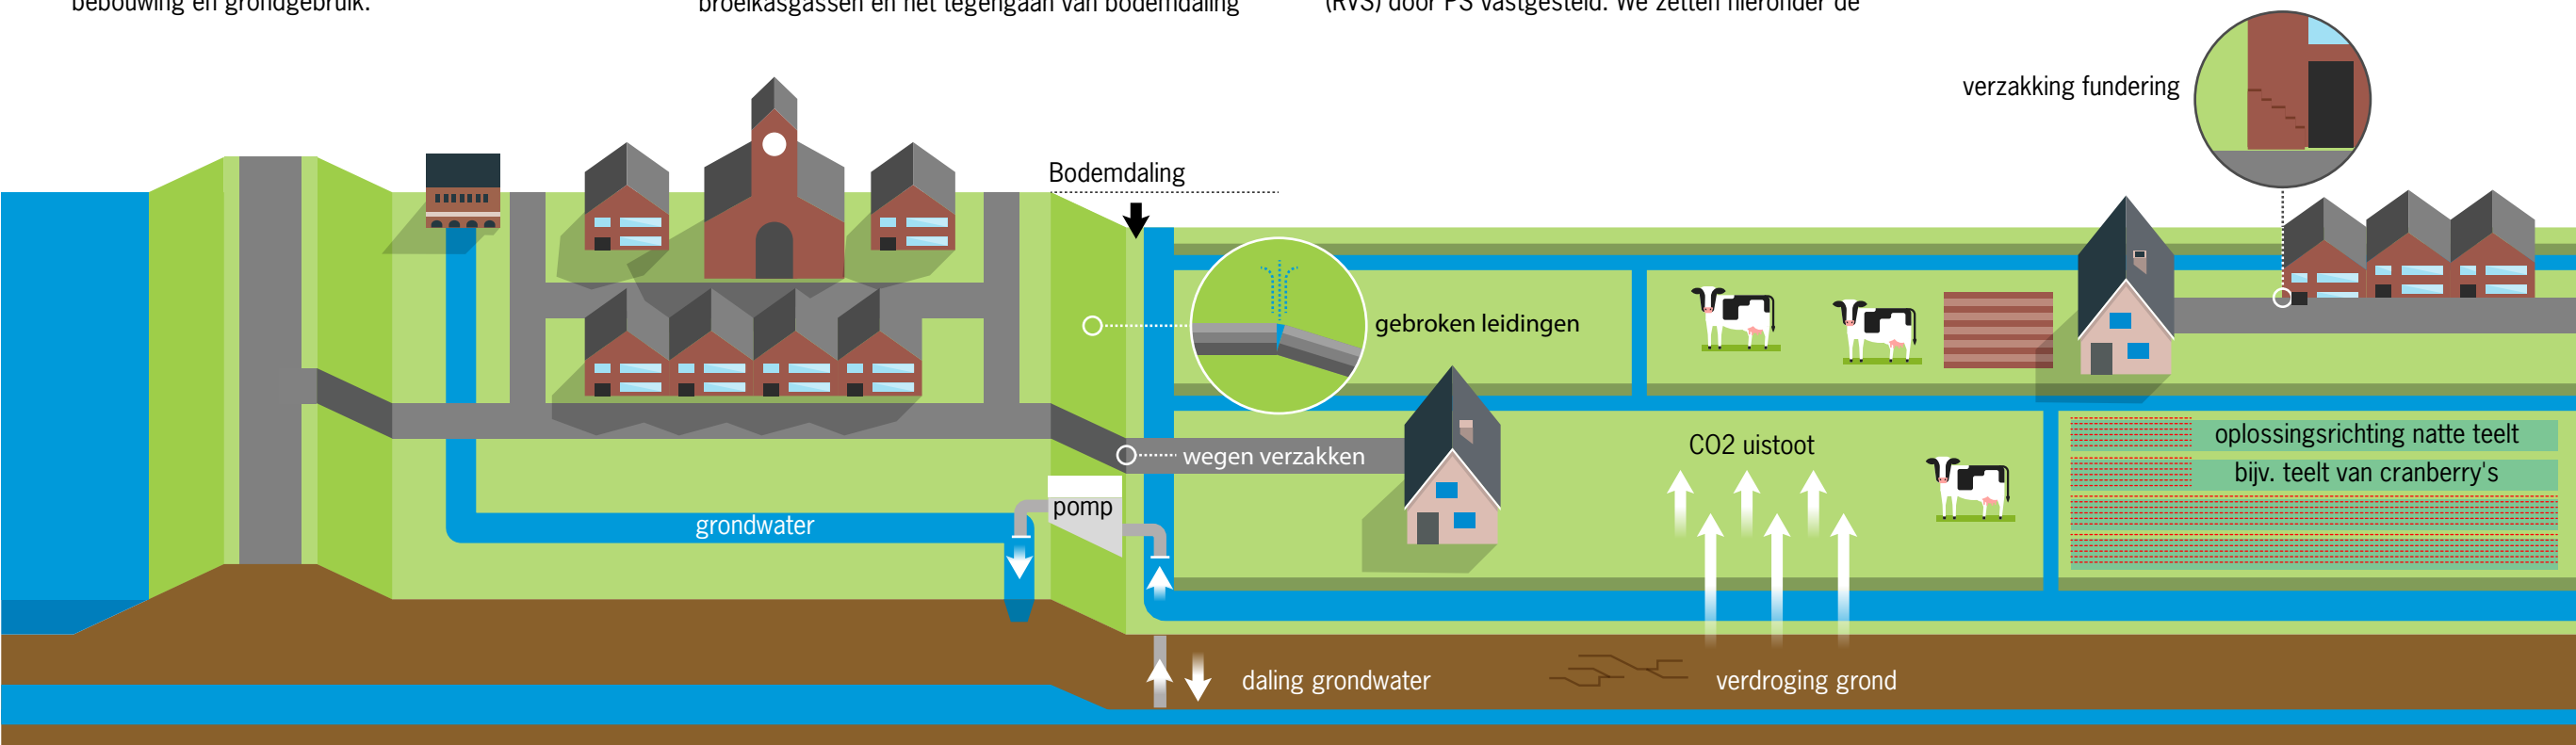 bebouwing en grondgebruik.
broeikasgassen en het tegengaan van bodemdaling
(RVS) door PS vastgesteld. We zetten hieronder de
verzakking fundering
Bodemdaling
gebroken leidingen
CO2 uistoot
oplossingsrichting natte teelt
bijv. teelt van cranberry's
wegen verzakken
pomp
grondwater
daling grondwater
verdroging grond